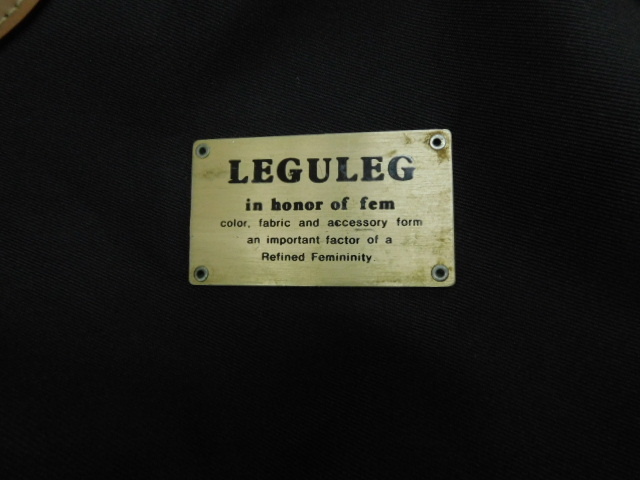 LEGULEG
in honor of fem
color, fabric and accessory form
an important factor of a
Refined Femininity.